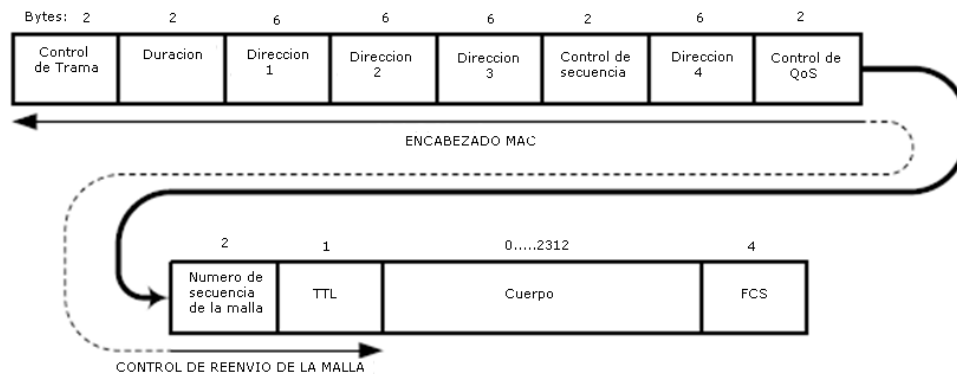 Bytes: 2 2 6 6 6 2 6 2
Control de Trama
Duracion
Direccion 1
Direccion 2
Direccion 3
Control de secuencia
Direccion 4
Control de QoS
ENCABEZADO MAC
2 1 0.....2312 4
Numero de secuencia de la malla
TTL
Cuerpo
FCS
CONTROL DE REENVIO DE LA MALLA